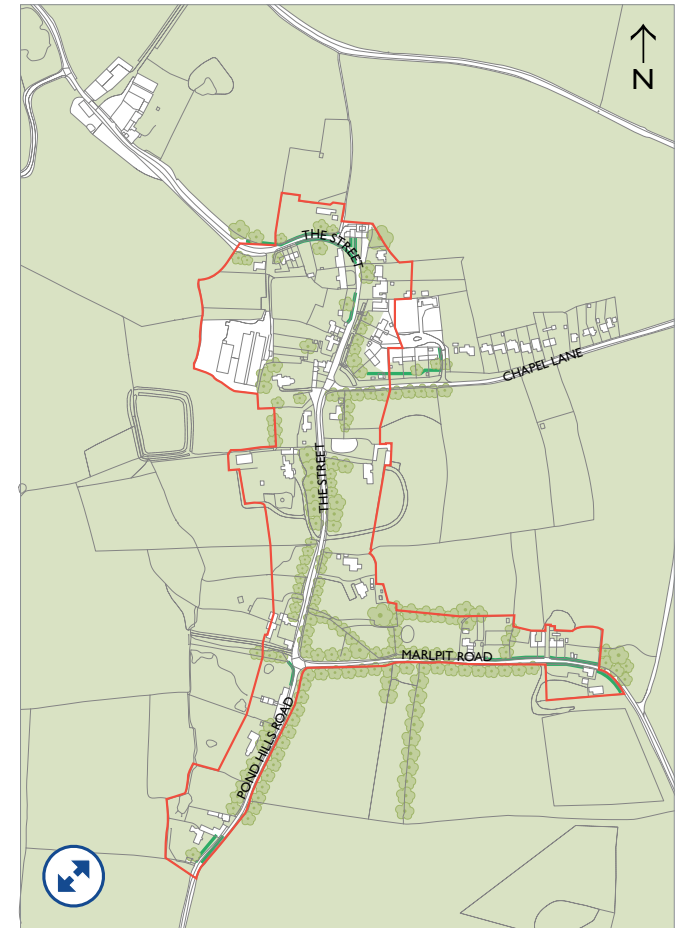 N
THE STREET
CHAPEL LANE
THE STREET
MARLPIT ROAD
POND HILLS ROAD